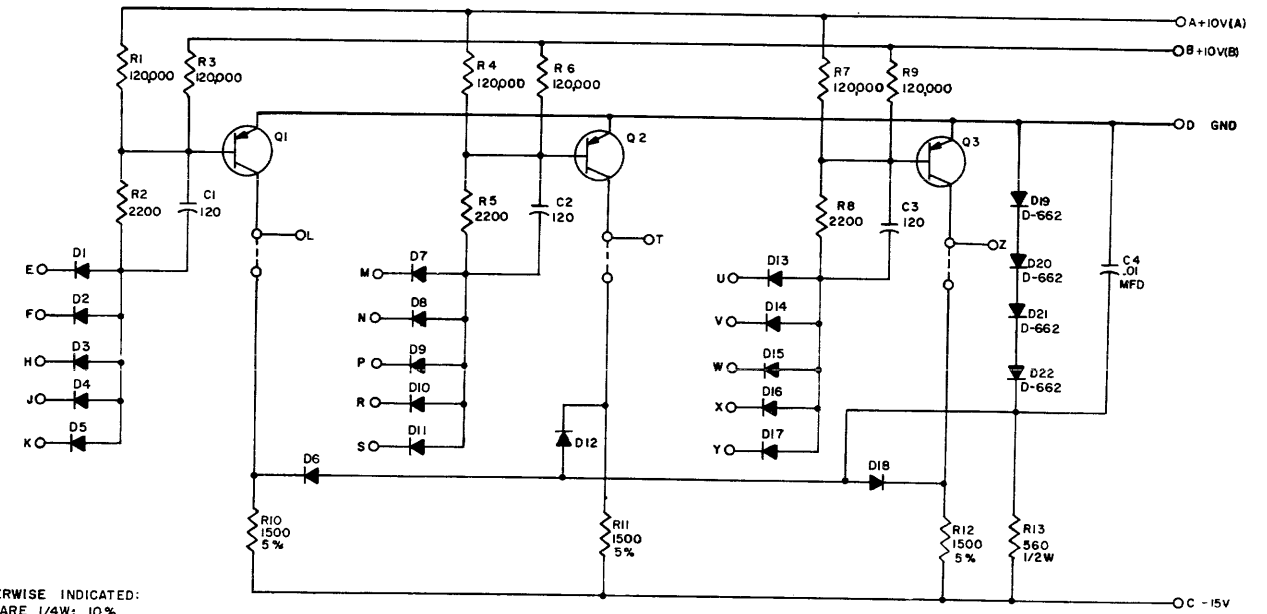 A+10V(A)
B+10V(B)
R1
120,000
R3
120,000
R4
120,000
R6
120,000
R7
120,000
R9
120,000
D GND
Q1
Q2
Q3
R2
2200
C1
120
R5
2200
C2
120
R8
2200
C3
120
D19
D-662
D20
D-662
D21
D-662
D22
D-662
C4
.01
MFD
L
T
Z
E
D1
F
D2
H
D3
J
D4
K
D5
M
D7
N
D8
P
D9
R
D10
S
D11
U
D13
V
D14
W
D15
X
D16
Y
D17
D6
D12
D18
R10
1500
5%
R11
1500
5%
R12
1500
5%
R13
560
1/2W
C -15V
ERWISE INDICATED:
ARE 1/4W; 10%